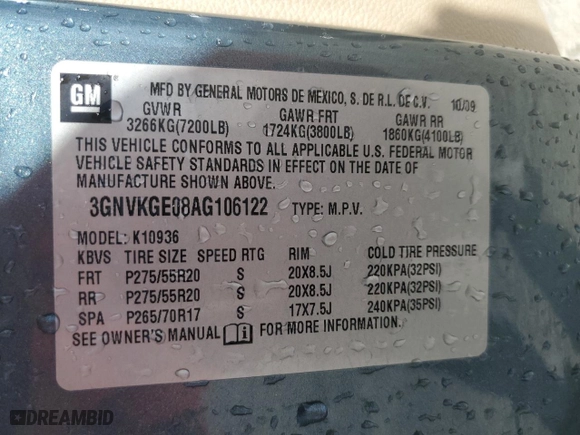 GM
MFD BY GENERAL MOTORS DE MEXICO, S. DE R.L. DE C.V. 10/09
GVWR GAWR FRT GAWR RR
3266KG(7200LB) 1724KG(3800LB) 1860KG(4100LB)
THIS VEHICLE CONFORMS TO ALL APPLICABLE U.S. FEDERAL MOTOR
VEHICLE SAFETY STANDARDS IN EFFECT ON THE DATE OF
MANUFACTURE SHOWN ABOVE.
3GNVKGE08AG106122 TYPE: M.P.V.
MODEL: K10936
KBVS TIRE SIZE SPEED RTG RIM COLD TIRE PRESSURE
FRT P275/55R20 S 20X8.5J 220KPA(32PSI)
RR P275/55R20 S 20X8.5J 220KPA(32PSI)
SPA P265/70R17 S 17X7.5J 240KPA(35PSI)
SEE OWNER'S MANUAL FOR MORE INFORMATION.
DREAMBID